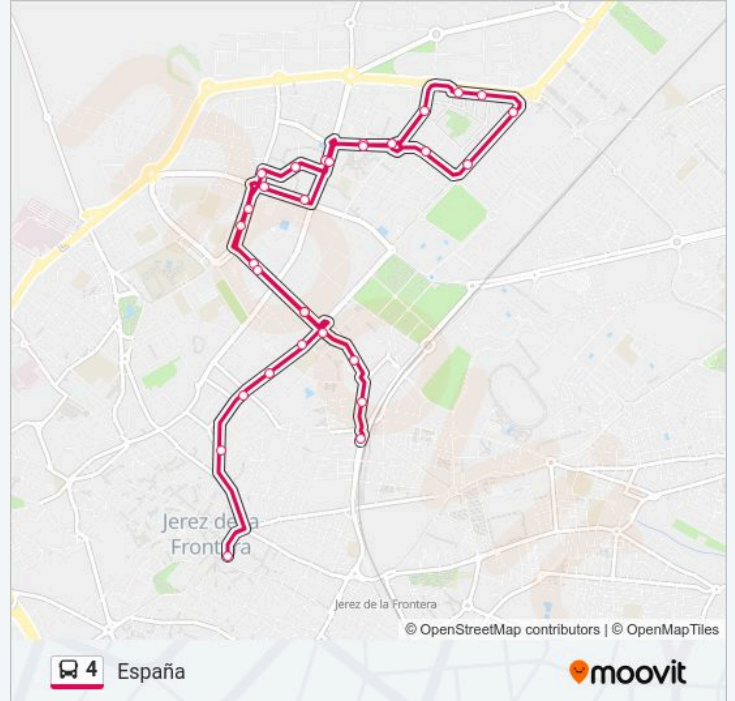 Jerez de la
Frontera
Jerez de la Frontera
© OpenStreetMap contributors | © OpenMapTiles
4 España
moovit